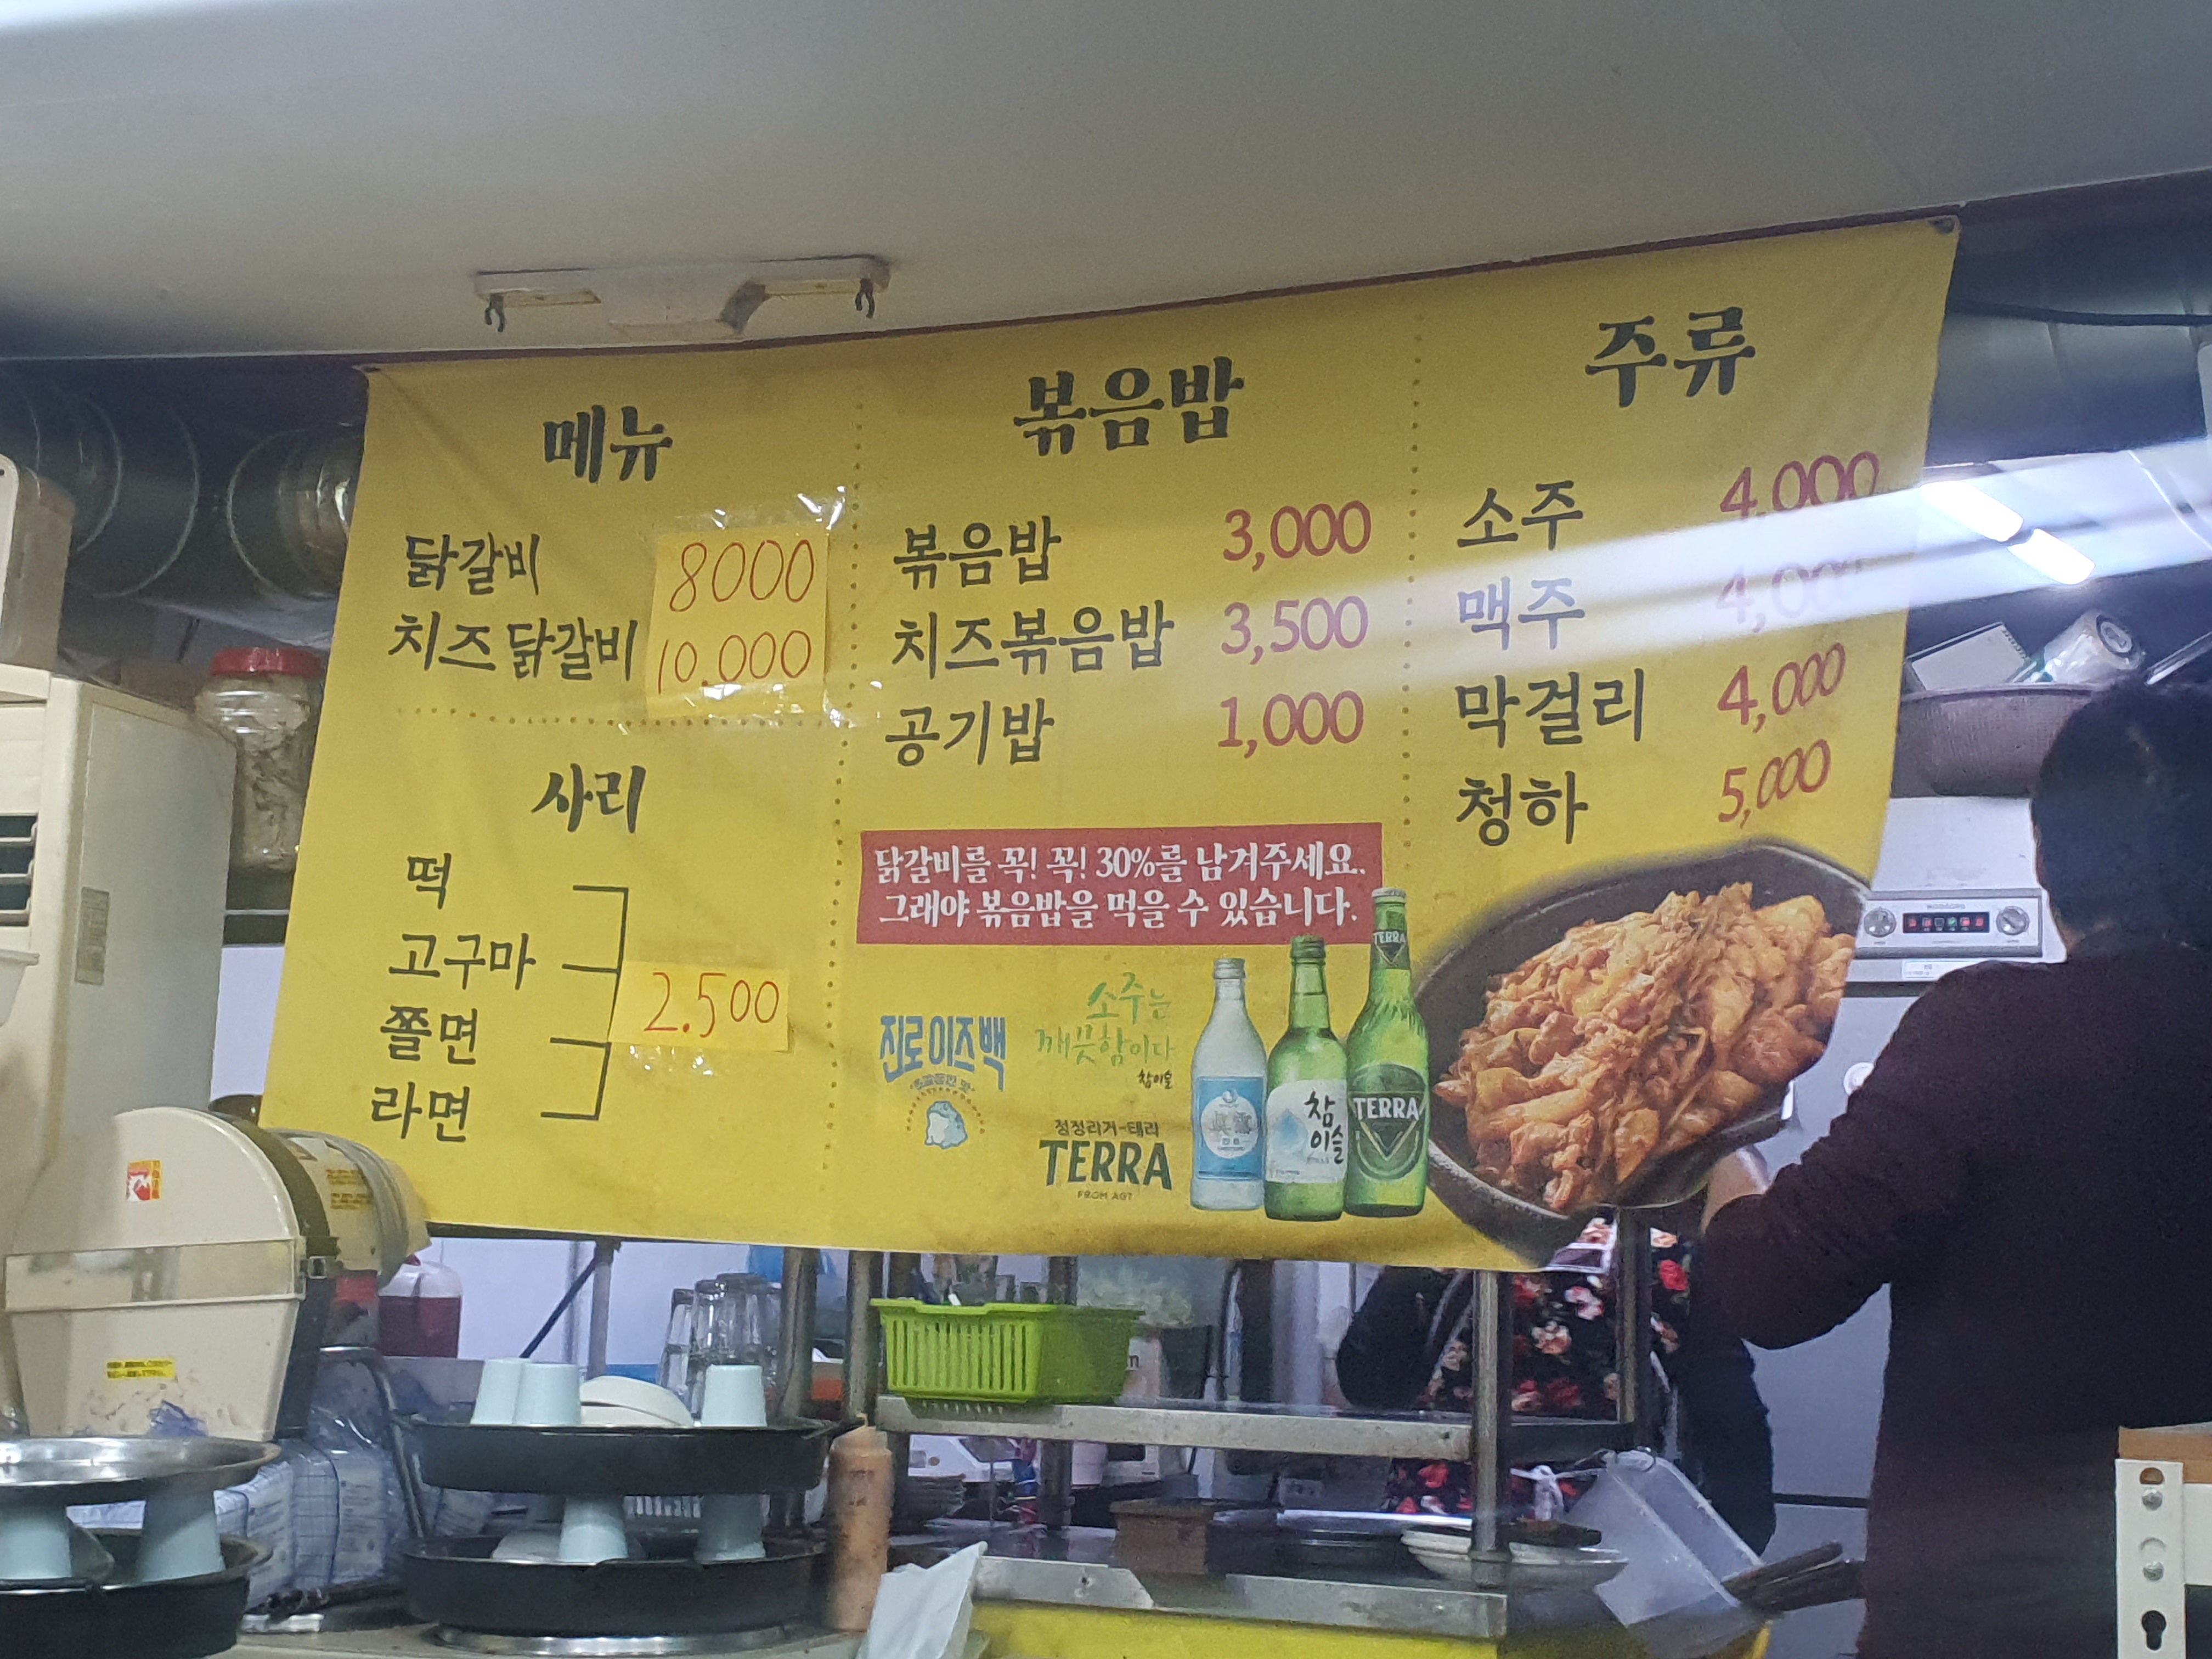 메뉴
닭갈비 8000
치즈 닭갈비 10.000
사리
떡
고구마
쫄면
라면
2.500
볶음밥
볶음밥 3,000
치즈볶음밥 3,500
공기밥 1,000
주류
소주 4,000
맥주 4,000
막걸리 4,000
청하 5,000
닭갈비를 꼭! 꼭! 30%를 남겨주세요.
그래야 볶음밥을 먹을 수 있습니다.
진로이즈백
소주는
깨끗함이다
참이슬
청정라거-테라
TERRA
FROM AGT
참
이슬
TERRA
TERRA